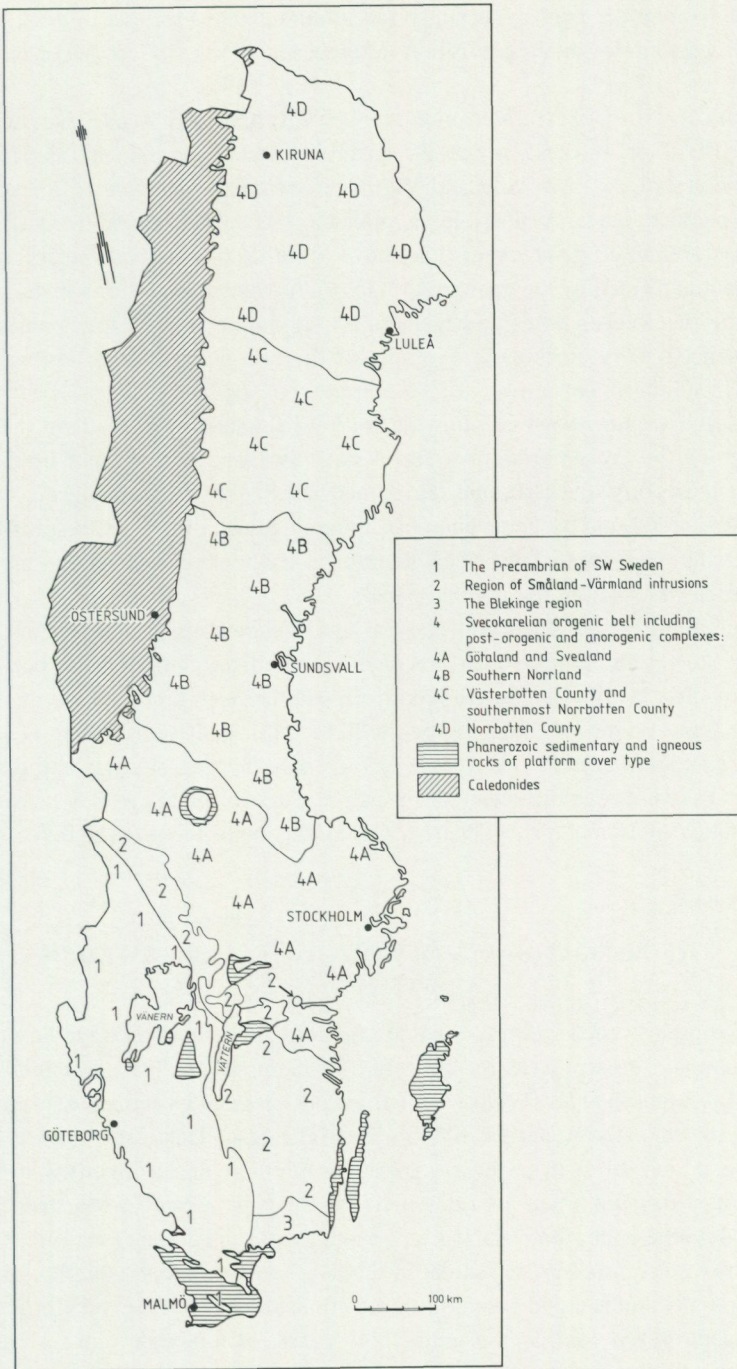 4D
KIRUNA
4D
4D
4D
4D
4D
4D
LULEÅ
4C
4C
4C
4C
4C
4C
4B
4B
4B
ÖSTERSUND
4B
SUNDSVALL
4B
4B
4B
4B
4B
4A
4A
4A
4A
4A
4A
4A
STOCKHOLM
4A
4A
4A
2
2
2
2
2
2
2
2
2
2
2
1
1
1
1
1
1
1
1
1
1
1
1
1
VÄNERN
VÄTTERN
GÖTEBORG
3
MALMÖ
0 100 km
1 The Precambrian of SW Sweden
2 Region of Småland-Värmland intrusions
3 The Blekinge region
4 Svecokarelian orogenic belt including
post-orogenic and anorogenic complexes:
4A Götaland and Svealand
4B Southern Norrland
4C Västerbotten County and
southernmost Norrbotten County
4D Norrbotten County
Phanerozoic sedimentary and igneous
rocks of platform cover type
Caledonides